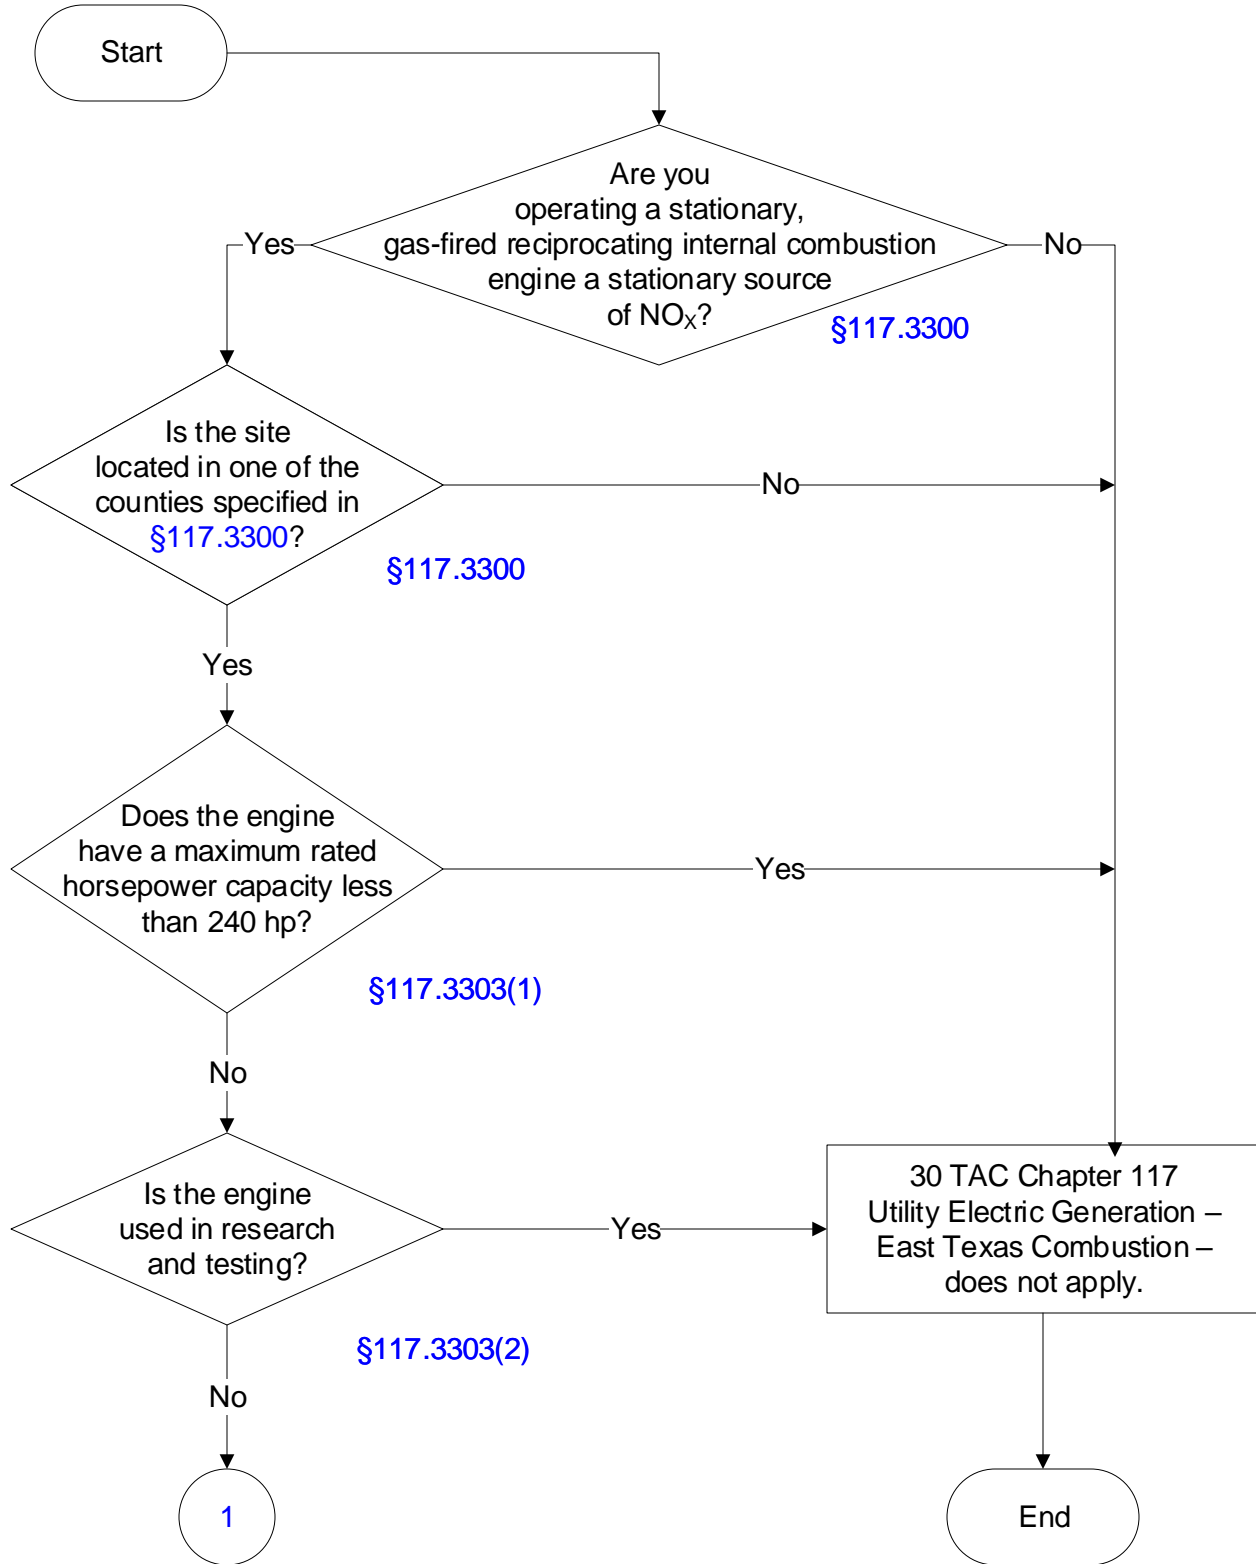 Start
Are you
operating a stationary,
gas-fired reciprocating internal combustion
engine a stationary source
of NOX?
§117.3300
Yes
No
Is the site
located in one of the
counties specified in
§117.3300?
§117.3300
No
Yes
Does the engine
have a maximum rated
horsepower capacity less
than 240 hp?
§117.3303(1)
Yes
No
Is the engine
used in research
and testing?
§117.3303(2)
Yes
30 TAC Chapter 117
Utility Electric Generation –
East Texas Combustion –
does not apply.
No
1
End